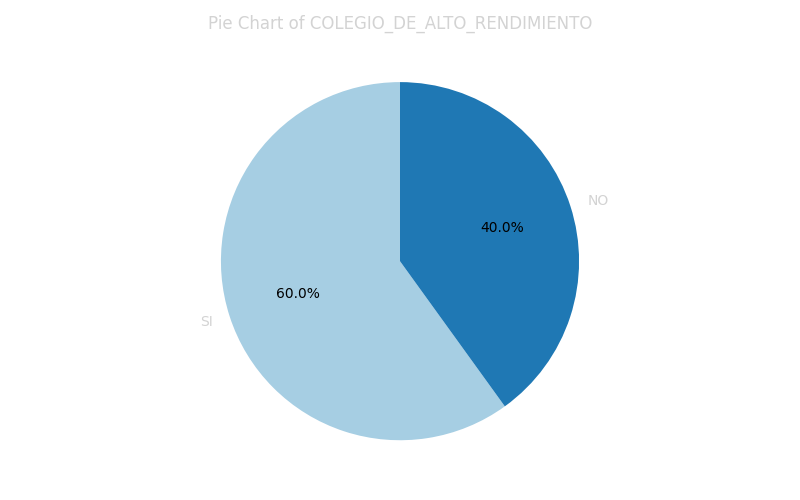 Pie Chart of COLEGIO_DE_ALTO_RENDIMIENTO
NO
40.0%
60.0%
SI